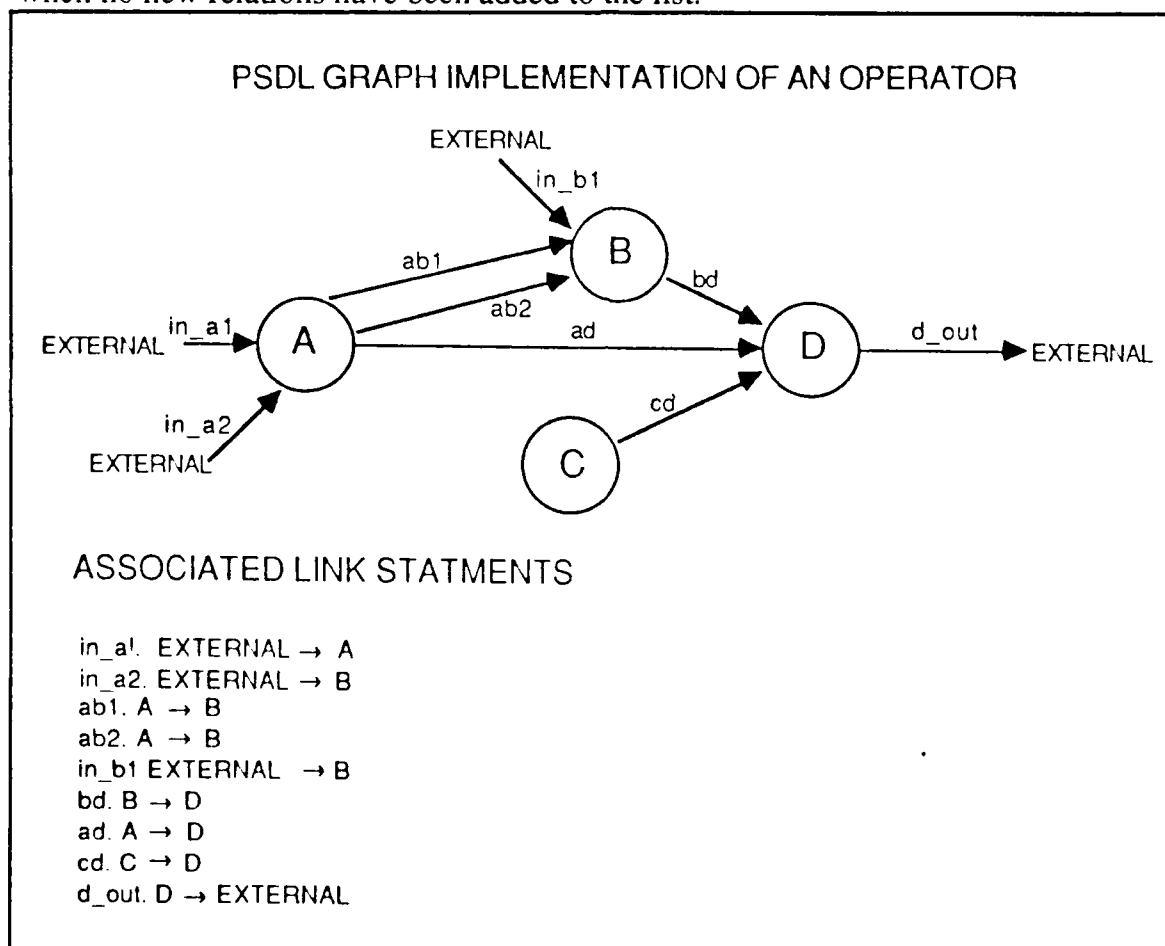 when no new relations have been added to the list.
PSDL GRAPH IMPLEMENTATION OF AN OPERATOR
EXTERNAL
in_b1
B
ab1
bd
ab2
in_a1
EXTERNAL
A
ad
D
d_out
EXTERNAL
cd
in_a2
EXTERNAL
C
ASSOCIATED LINK STATMENTS
in_a1. EXTERNAL → A
in_a2. EXTERNAL → B
ab1. A → B
ab2. A → B
in_b1 EXTERNAL → B
bd. B → D
ad. A → D
cd. C → D
d_out. D → EXTERNAL